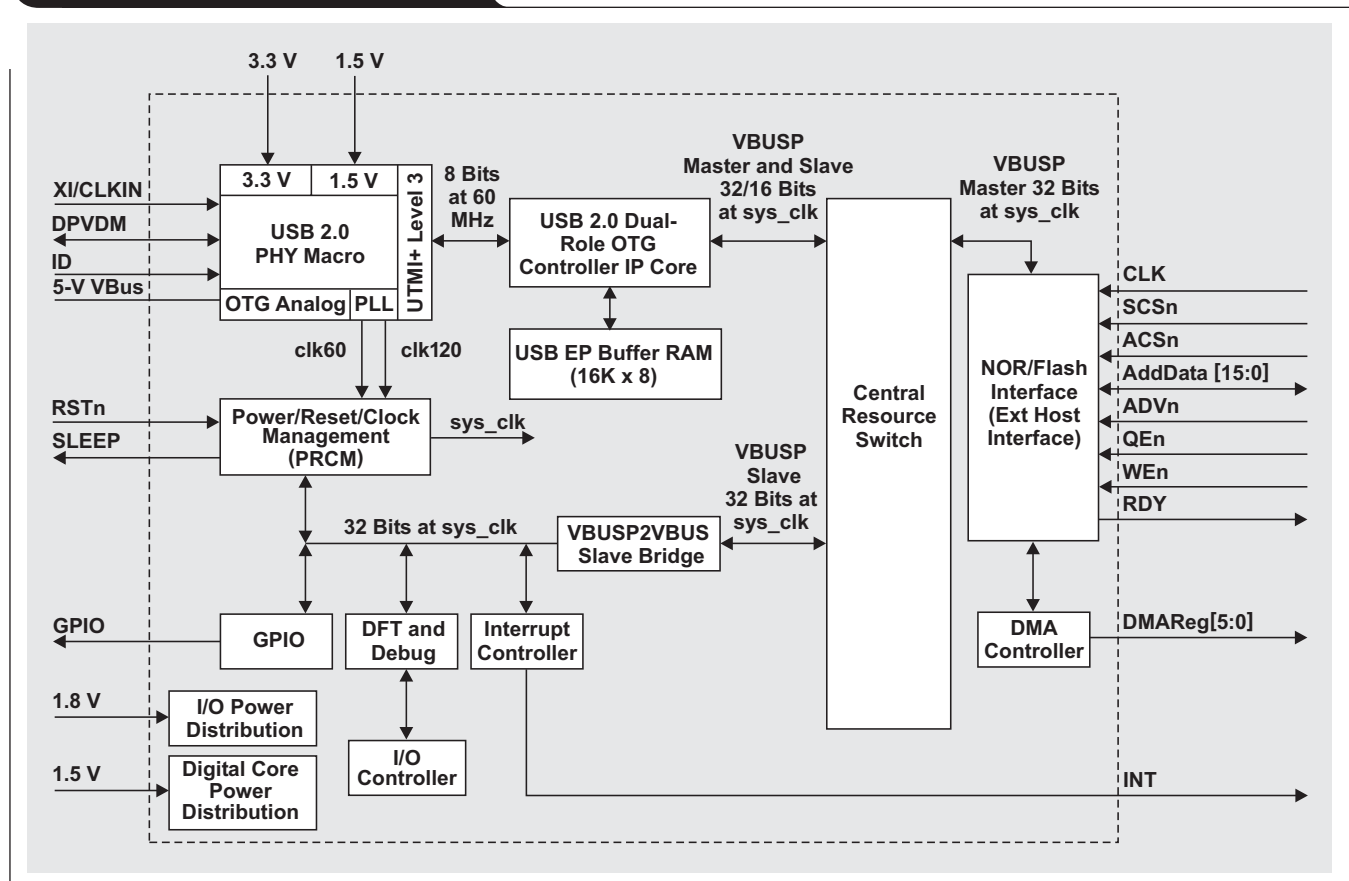 3.3 V
1.5 V
XI/CLKIN
DPVDM
ID
5-V VBus
3.3 V
1.5 V
USB 2.0
PHY Macro
OTG Analog
PLL
UTMI+ Level 3
8 Bits
at 60
MHz
USB 2.0 Dual-
Role OTG
Controller IP Core
USB EP Buffer RAM
(16K x 8)
VBUSP
Master and Slave
32/16 Bits
at sys_clk
VBUSP
Master 32 Bits
at sys_clk
Central
Resource
Switch
NOR/Flash
Interface
(Ext Host
Interface)
CLK
SCSn
ACSn
AddData [15:0]
ADVn
QEn
WEn
RDY
clk60
clk120
RSTn
SLEEP
Power/Reset/Clock
Management
(PRCM)
sys_clk
VBUSP
Slave
32 Bits at
sys_clk
32 Bits at sys_clk
VBUSP2VBUS
Slave Bridge
GPIO
GPIO
DFT and
Debug
Interrupt
Controller
DMA
Controller
DMAReg[5:0]
1.8 V
I/O Power
Distribution
I/O
Controller
1.5 V
Digital Core
Power
Distribution
INT